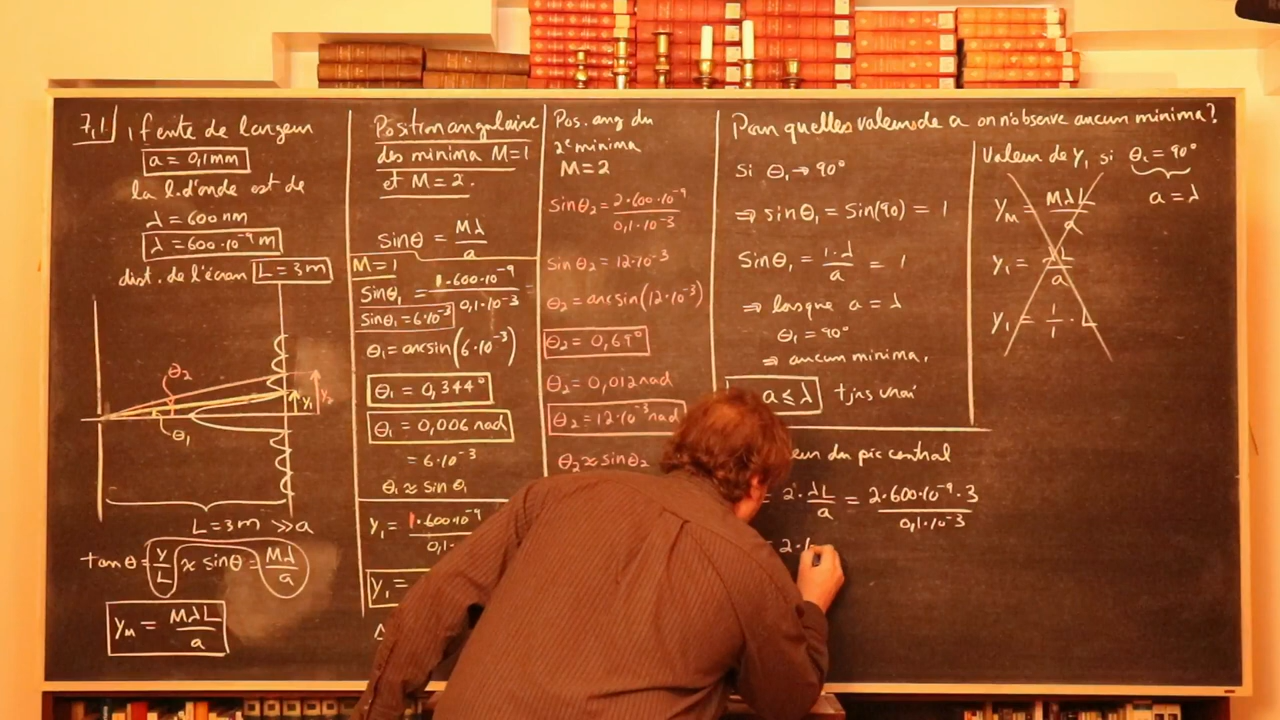 7,1 , fente de largeur
a = 0,1 mm
la l. d'onde est de
λ = 600 nm
λ = 600·10⁻⁹ m
dist. de l'écran L = 3 m
θ₂
y₁ y₂
θ₁
L = 3 m >> a
tan θ = y/L ≈ sin θ = Mλ/a
y_M = MλL/a
Position angulaire
des minima M=1
et M=2.
sin θ = Mλ/a
M=1
Sin θ₁ = 1·600·10⁻⁹/0,1·10⁻³
Sin θ₁ = 6·10⁻³
θ₁ = arcsin(6·10⁻³)
θ₁ = 0,344°
θ₁ = 0,006 rad
= 6·10⁻³
θ₁ ≈ sin θ₁
y₁ = 1·600·10⁻⁹/0,1·
y₁ =
Pos. ang du
2ᵉ minima
M=2
Sin θ₂ = 2·600·10⁻⁹/0,1·10⁻³
Sin θ₂ = 12·10⁻³
θ₂ = arcsin(12·10⁻³)
θ₂ = 0,69°
θ₂ = 0,012 rad
θ₂ = 12·10⁻³ rad
θ₂ ≈ sin θ₂
Pour quelles valeurs de a on n'observe aucun minima?
Si θ₁ → 90°
⇒ sin θ₁ = Sin(90) = 1
Sin θ₁ = 1·λ/a = 1
⇒ lorsque a = λ
θ₁ = 90°
⇒ aucun minima.
a ≤ λ tjrs vrai
Valeur de y₁ si θ₁ = 90°
a = λ
y_M = MλL/a
y₁ = λL/a
y₁ = 1/1 · L
eur du pic central
= 2·λL/a = 2·600·10⁻⁹·3/0,1·10⁻³
2·